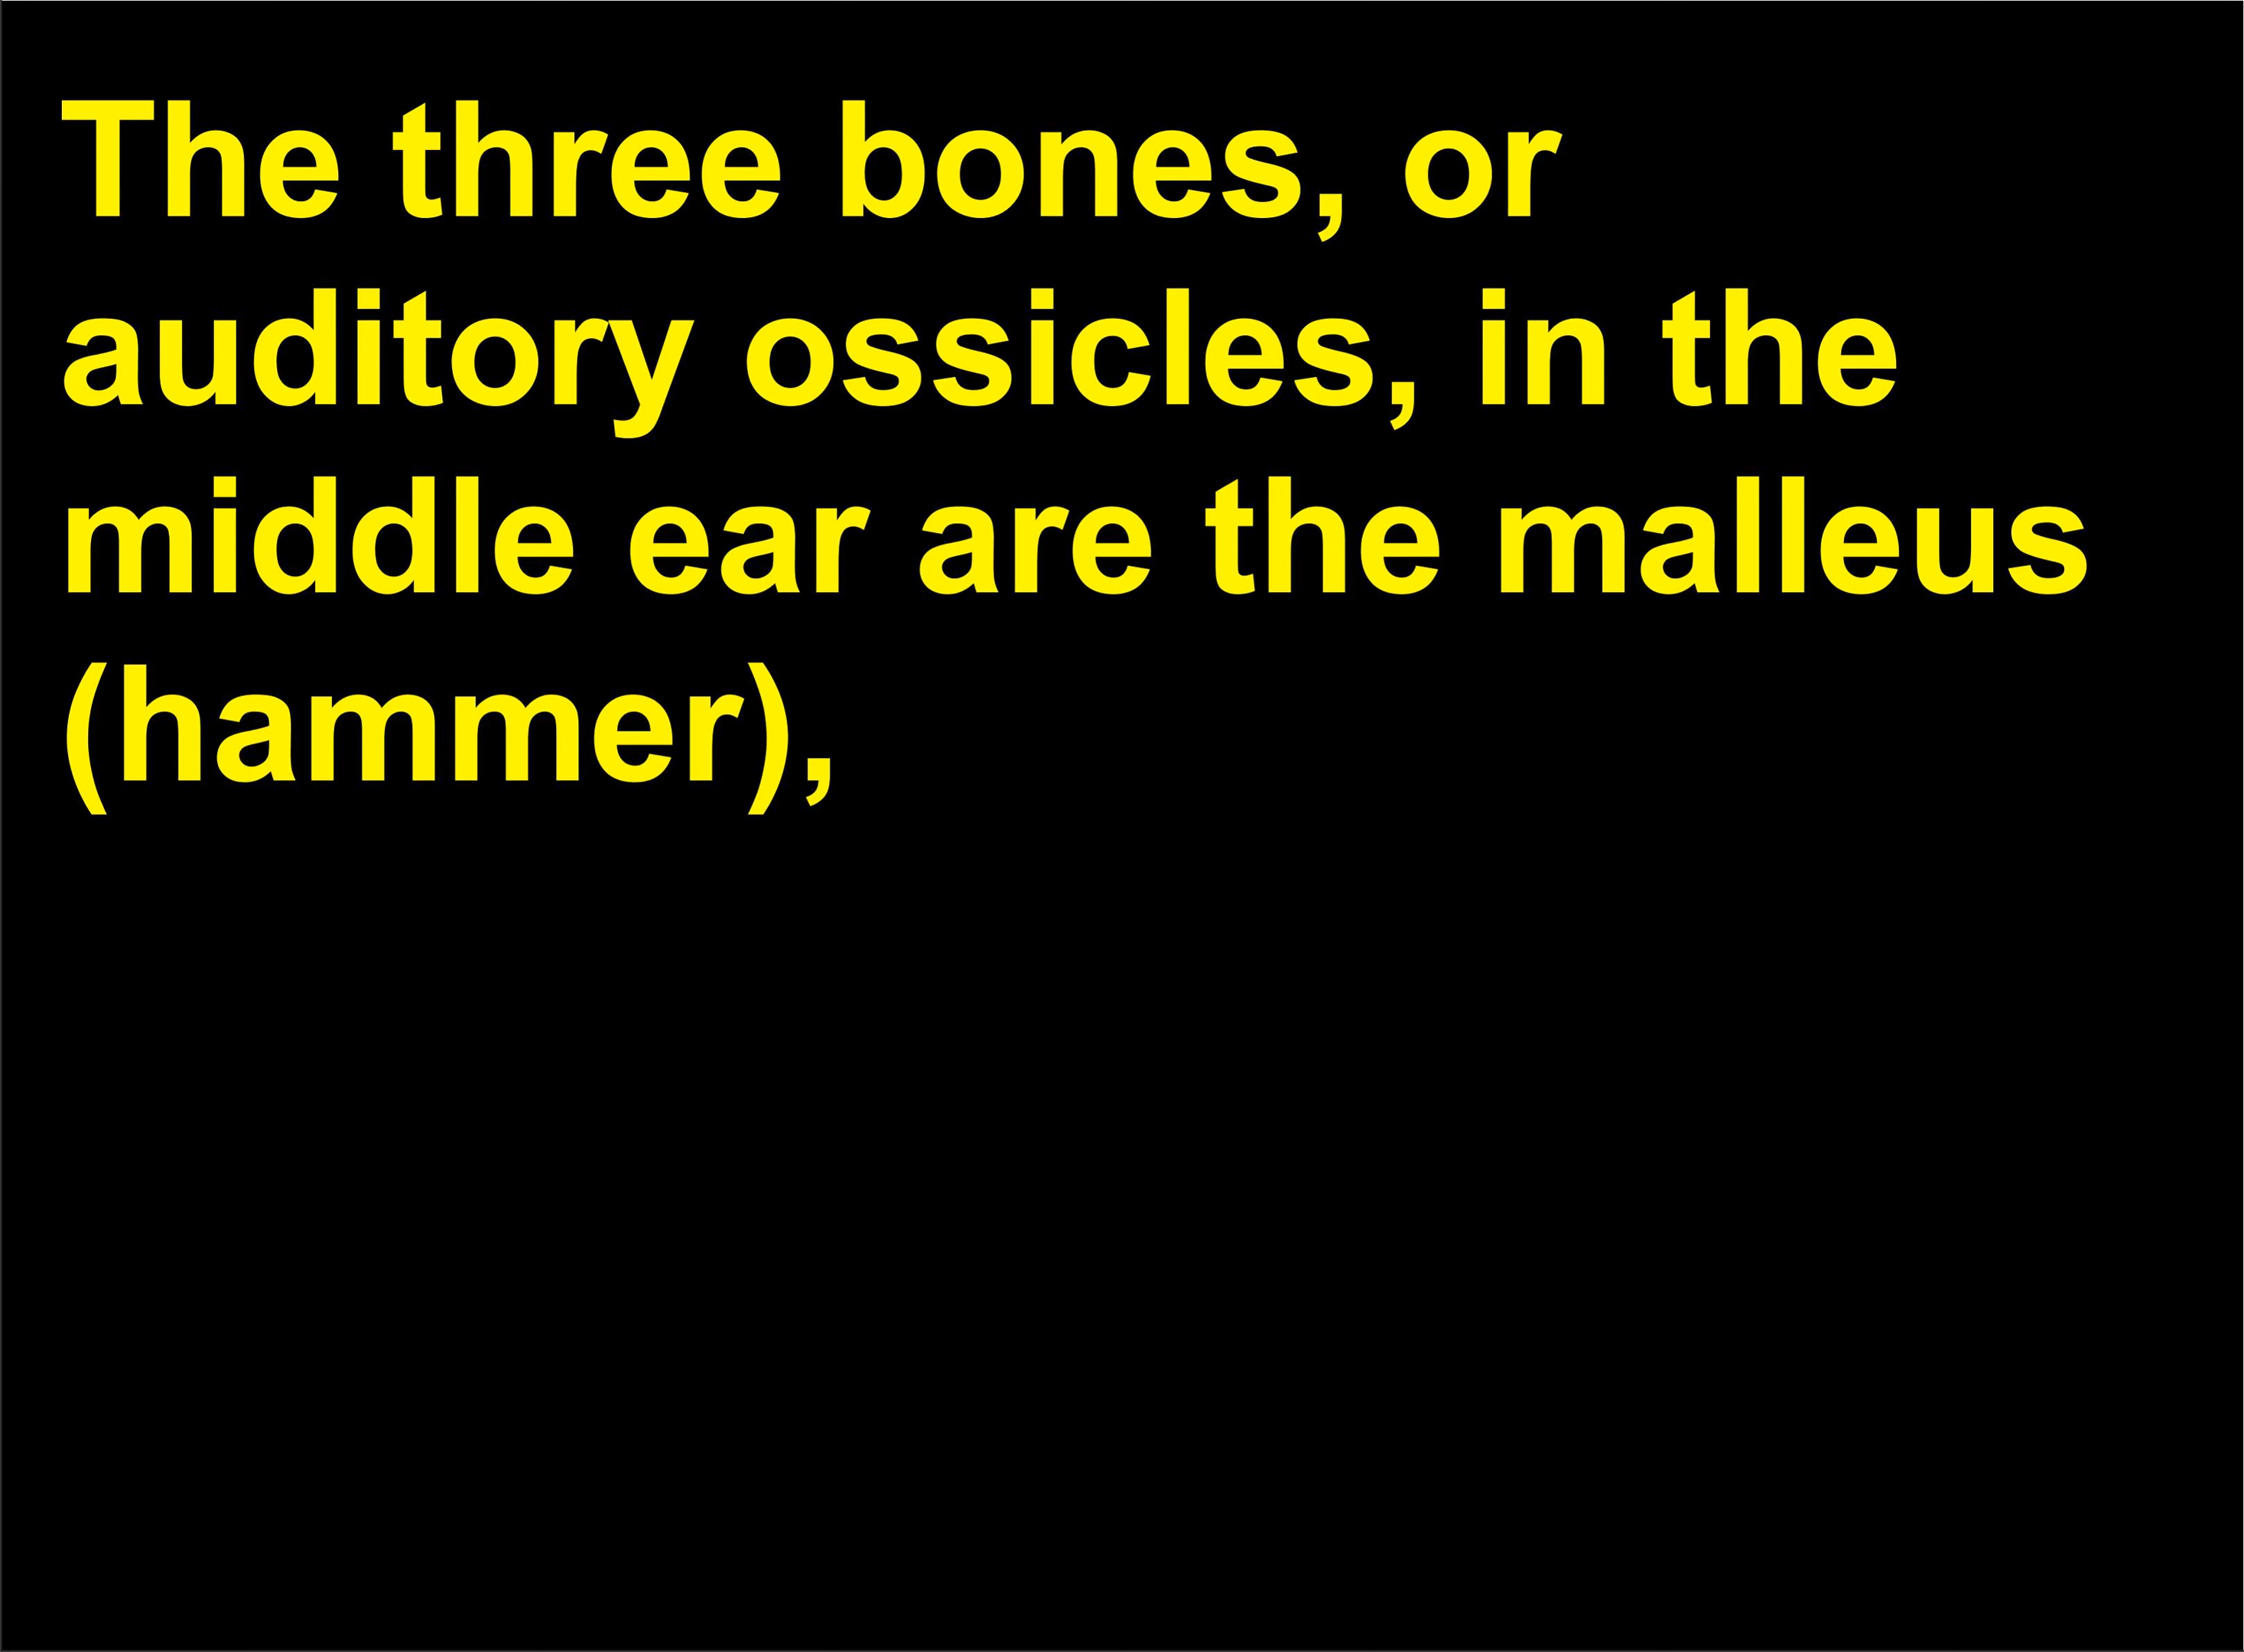 The three bones, or
auditory ossicles, in the
middle ear are the malleus
(hammer),